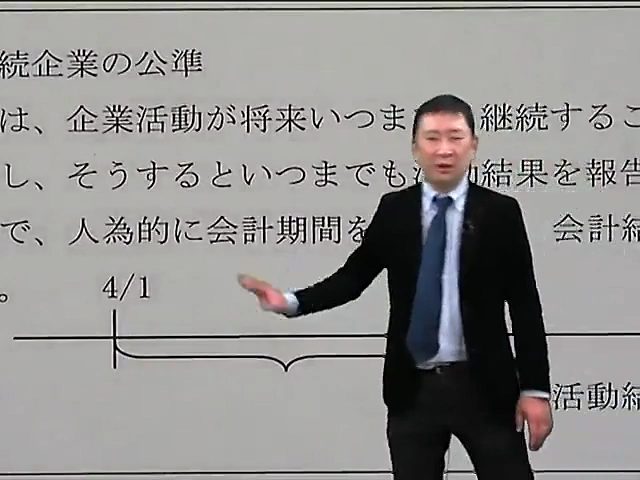 続企業の公準
は、企業活動が将来いつま 継続するこ
し、そうするといつまでも 動結果を報告
で、人為的に会計期間を 会計結
。 4/1
活動結